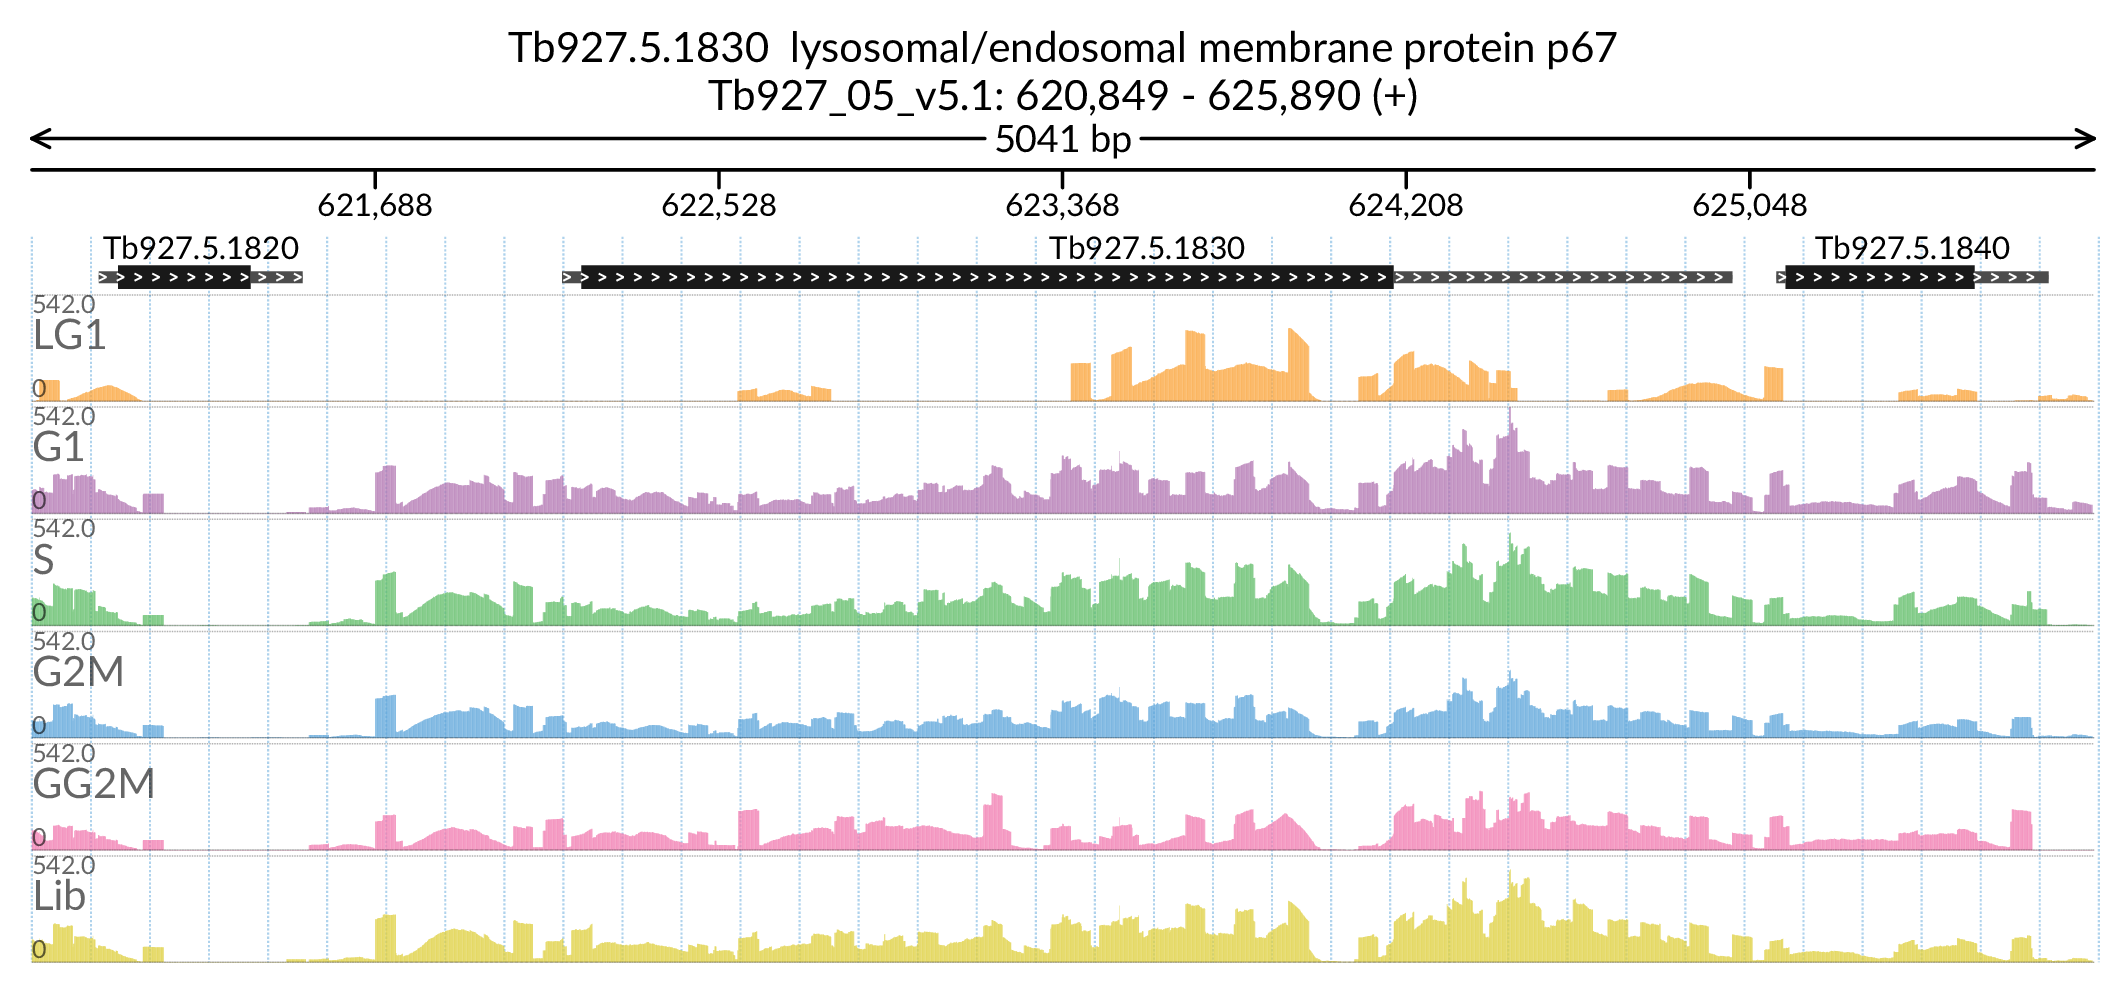 Tb927.5.1830 lysosomal/endosomal membrane protein p67
Tb927_05_v5.1: 620,849 - 625,890 (+)
5041 bp
621,688 622,528 623,368 624,208 625,048
Tb927.5.1820 Tb927.5.1830 Tb927.5.1840
542.0
LG1
0
542.0
G1
0
542.0
S
0
542.0
G2M
0
542.0
GG2M
0
542.0
Lib
0